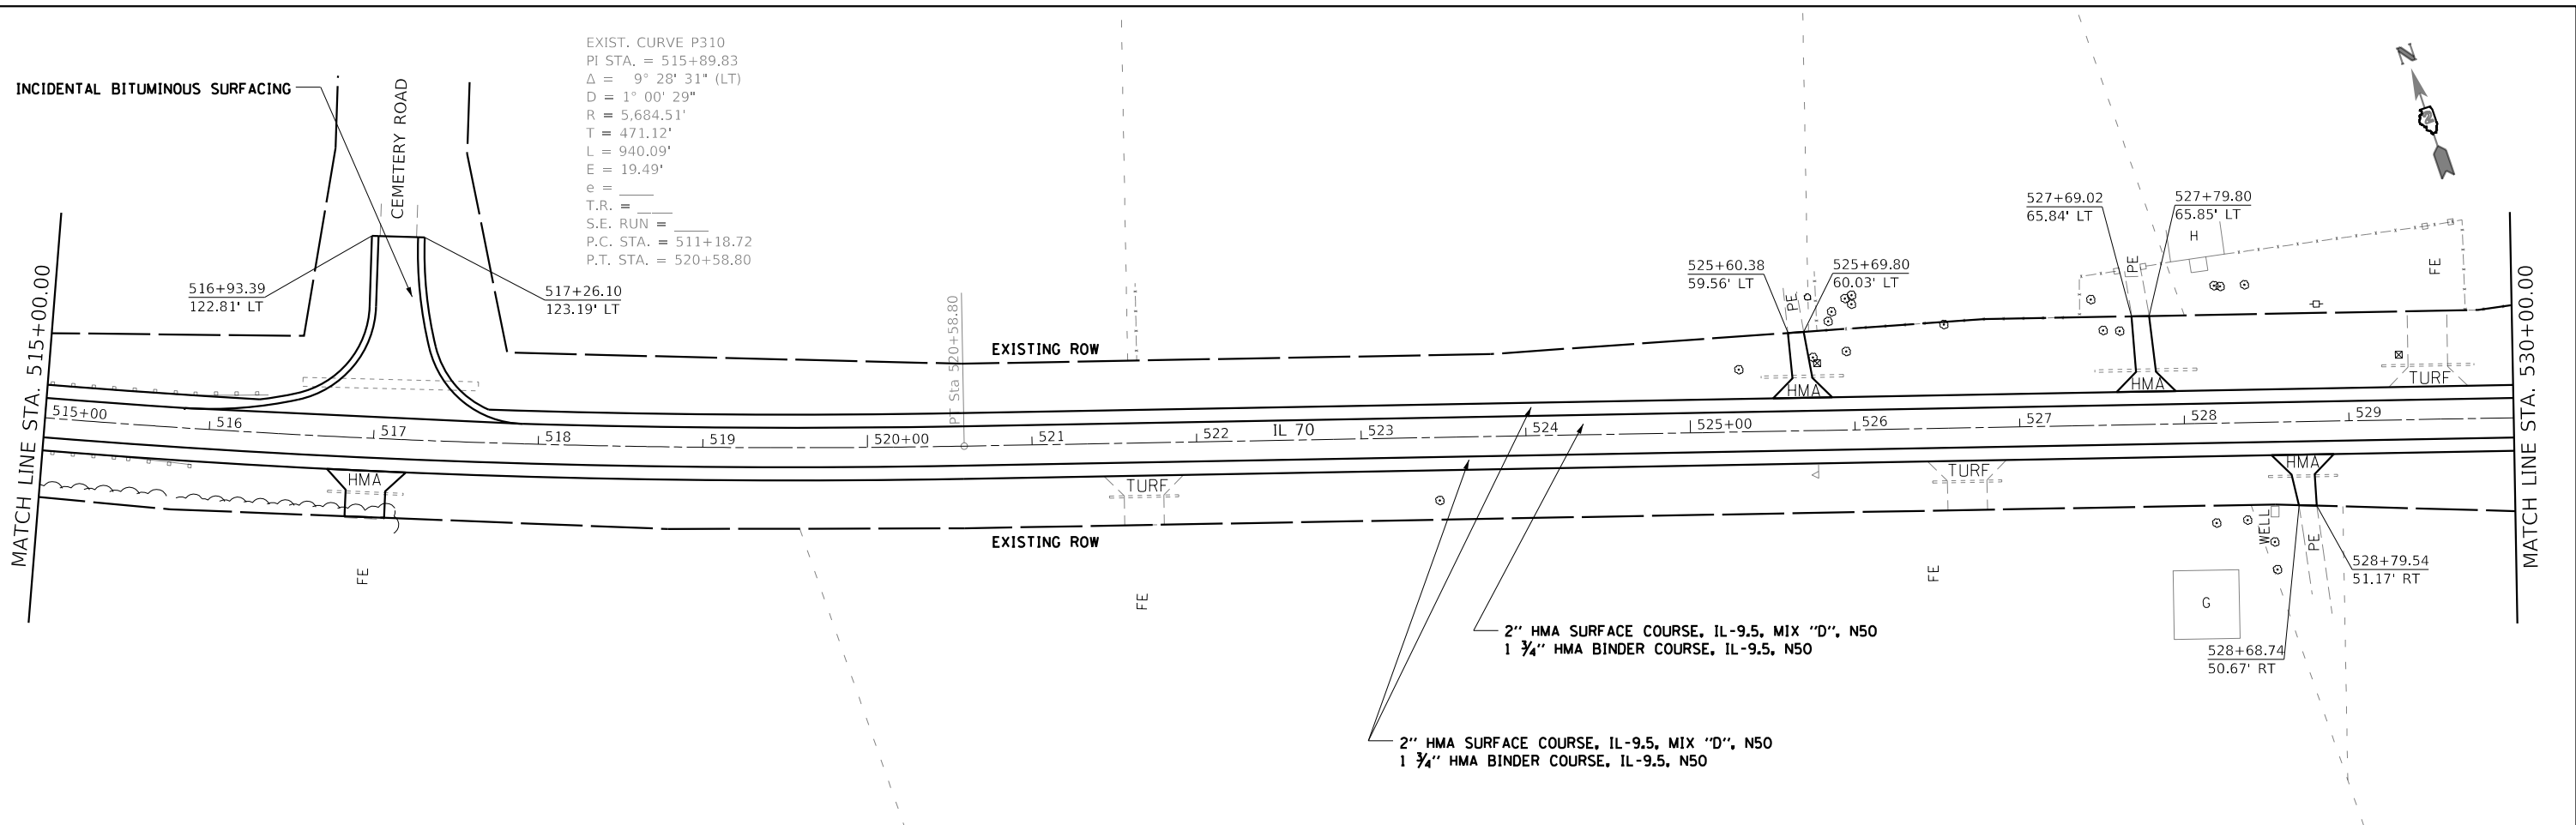 INCIDENTAL BITUMINOUS SURFACING
CEMETERY ROAD
EXIST. CURVE P310
PI STA. = 515+89.83
Δ = 9° 28' 31" (LT)
D = 1° 00' 29"
R = 5,684.51'
T = 471.12'
L = 940.09'
E = 19.49'
e = ____
T.R. = ____
S.E. RUN = ____
P.C. STA. = 511+18.72
P.T. STA. = 520+58.80
N
2
516+93.39
122.81' LT
517+26.10
123.19' LT
525+60.38
59.56' LT
525+69.80
60.03' LT
527+69.02
65.84' LT
527+79.80
65.85' LT
H
PE
PE
FE
MATCH LINE STA. 515+00.00
PT Sta 520+58.80
EXISTING ROW
HMA
HMA
TURF
515+00
516
517
518
519
520+00
521
522
IL 70
523
524
525+00
526
527
528
529
MATCH LINE STA. 530+00.00
HMA
TURF
TURF
HMA
EXISTING ROW
FE
FE
FE
WELL
PE
G
528+79.54
51.17' RT
528+68.74
50.67' RT
2" HMA SURFACE COURSE, IL-9.5, MIX "D", N50
1 ¾" HMA BINDER COURSE, IL-9.5, N50
2" HMA SURFACE COURSE, IL-9.5, MIX "D", N50
1 ¾" HMA BINDER COURSE, IL-9.5, N50